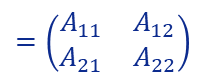 = (A₁₁ A₁₂
A₂₁ A₂₂)